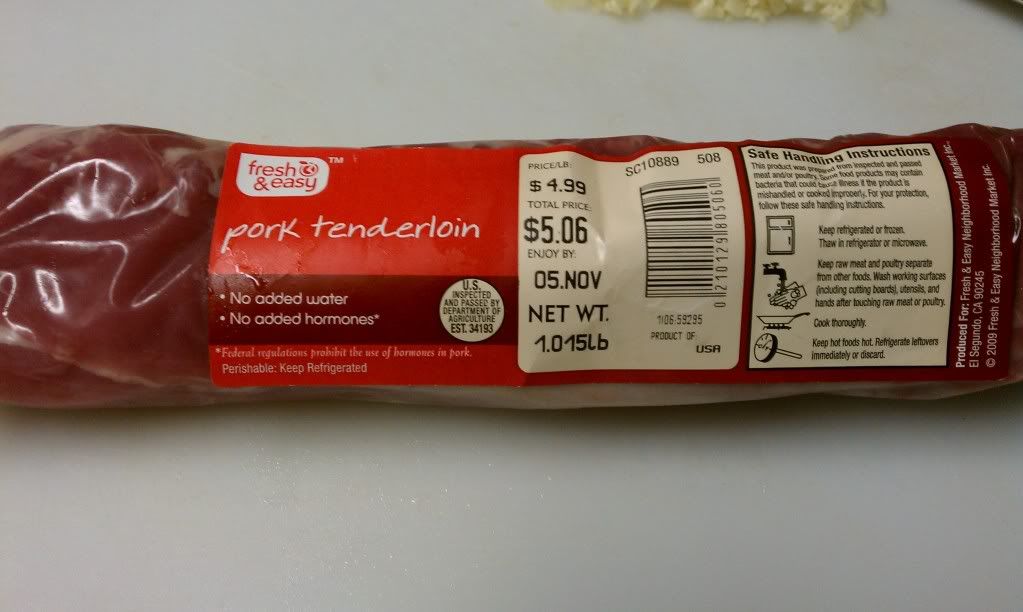 fresh
& easy
TM
pork tenderloin
• No added water
• No added hormones*
U.S.
INSPECTED
AND PASSED BY
DEPARTMENT OF
AGRICULTURE
EST. 34193
*Federal regulations prohibit the use of hormones in pork.
Perishable: Keep Refrigerated
PRICE/LB:
$ 4.99
TOTAL PRICE:
$5.06
ENJOY BY:
05.NOV
NET WT.
1.015lb
SC10889 508
0210129805060
1106:59295
PRODUCT OF:
USA
Safe Handling Instructions
This product was prepared from inspected and passed
meat and/or poultry. Some food products may contain
bacteria that could cause illness if the product is
mishandled or cooked improperly. For your protection,
follow these safe handling instructions.
Keep refrigerated or frozen.
Thaw in refrigerator or microwave.
Keep raw meat and poultry separate
from other foods. Wash working surfaces
(including cutting boards), utensils, and
hands after touching raw meat or poultry.
Cook thoroughly.
Keep hot foods hot. Refrigerate leftovers
immediately or discard.
Produced For: Fresh & Easy Neighborhood Market Inc.,
El Segundo, CA 90245
© 2009 Fresh & Easy Neighborhood Market Inc.